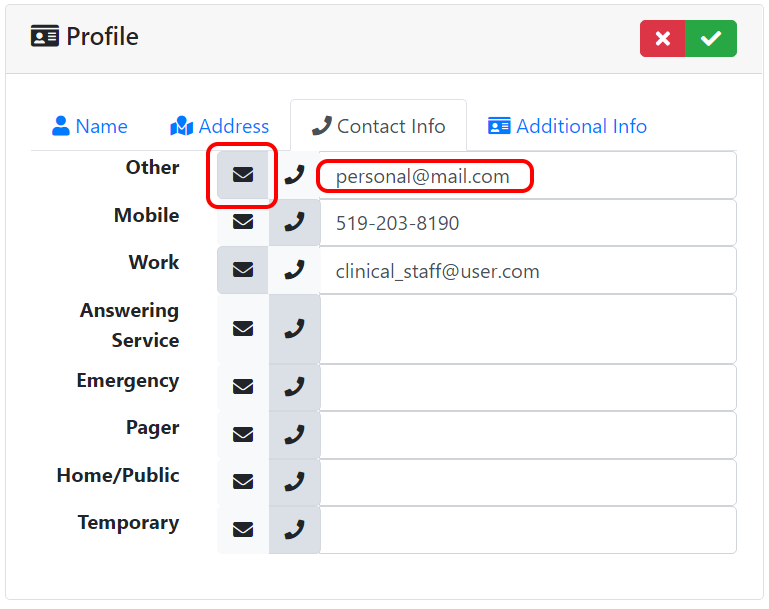 Profile
Name Address Contact Info Additional Info
Other personal@mail.com
Mobile 519-203-8190
Work clinical_staff@user.com
Answering
Service
Emergency
Pager
Home/Public
Temporary